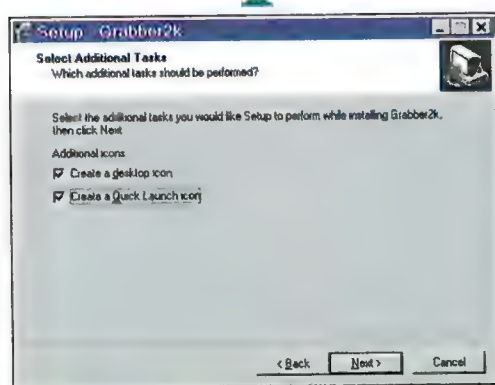 Setup - Grabber2k
Select Additional Tasks
Which additional tasks should be performed?
Select the additional tasks you would like Setup to perform while installing Grabber2k,
then click Next
Additional icons
Create a desktop icon
Create a Quick Launch icon
< Back
Next >
Cancel